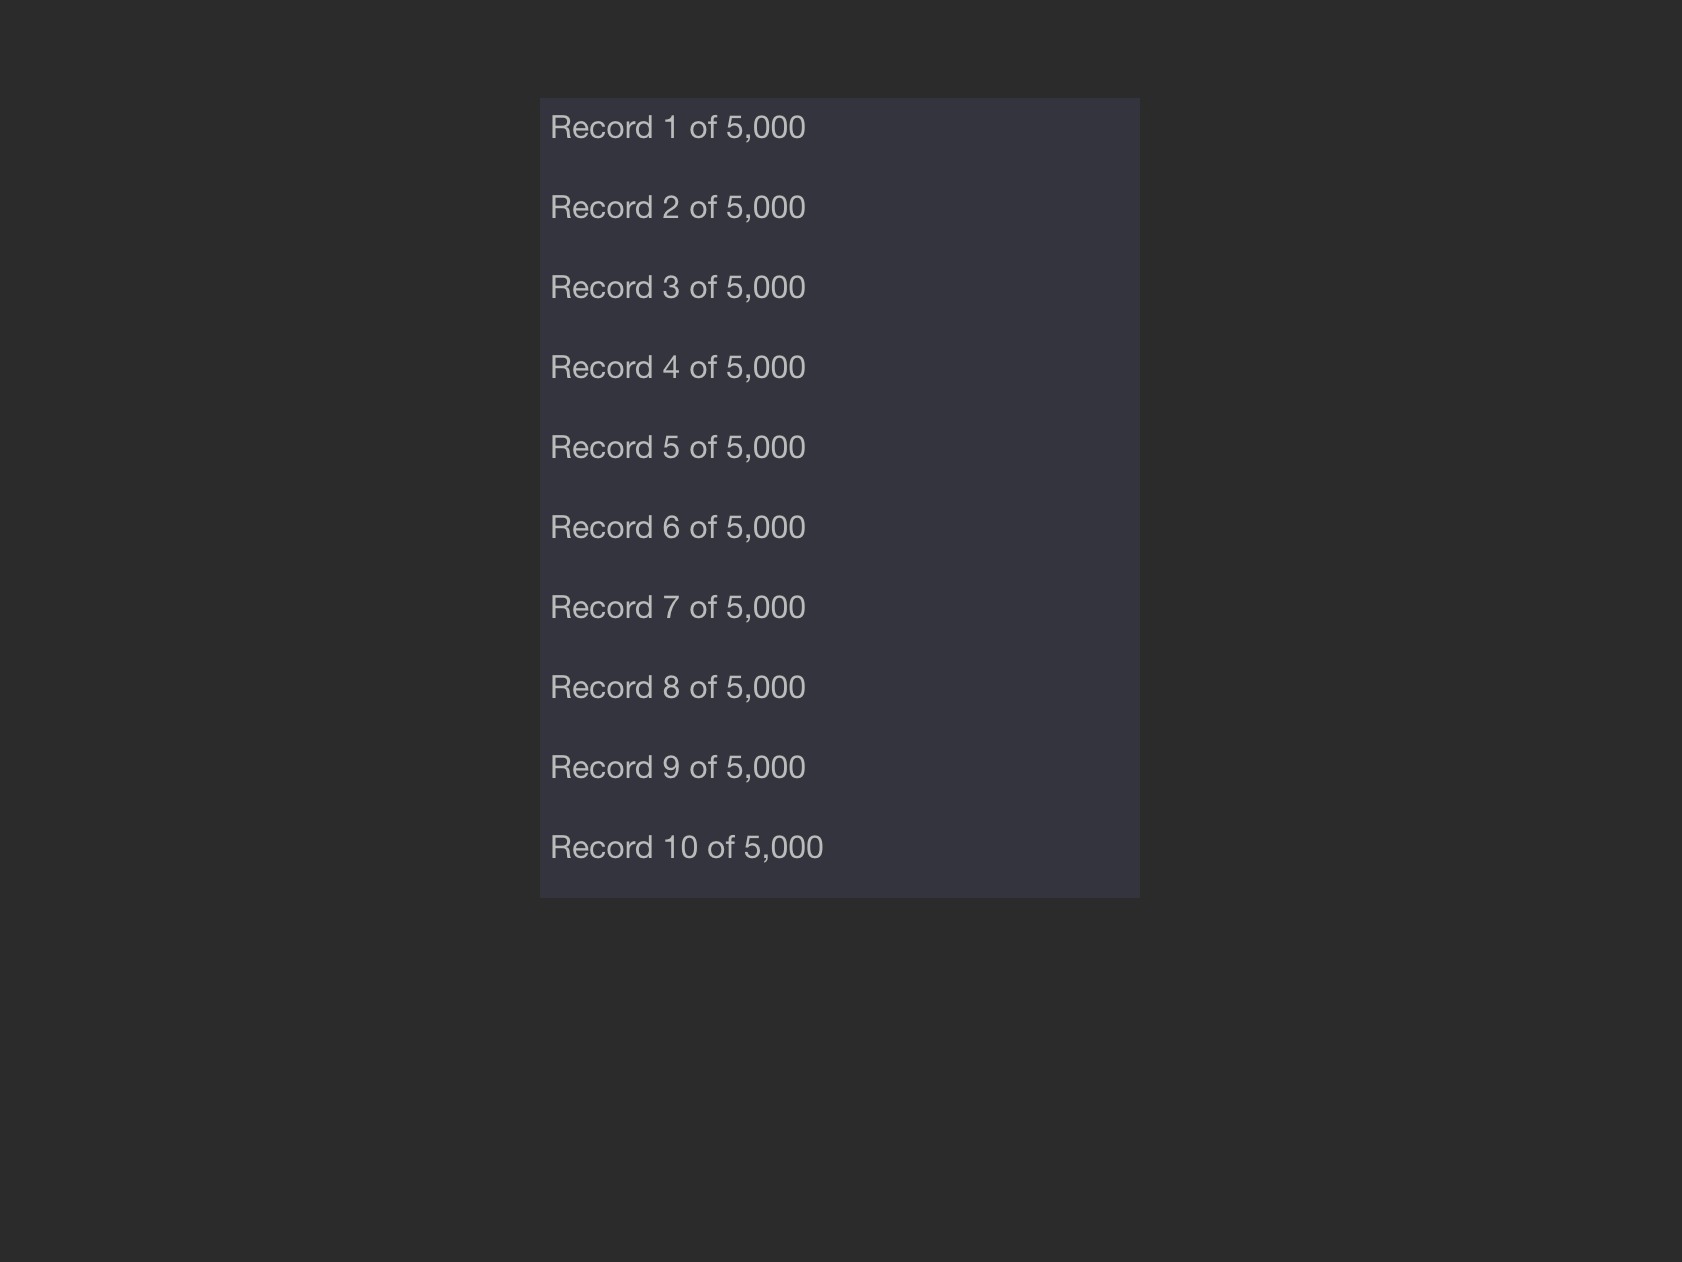 Record 1 of 5,000
Record 2 of 5,000
Record 3 of 5,000
Record 4 of 5,000
Record 5 of 5,000
Record 6 of 5,000
Record 7 of 5,000
Record 8 of 5,000
Record 9 of 5,000
Record 10 of 5,000